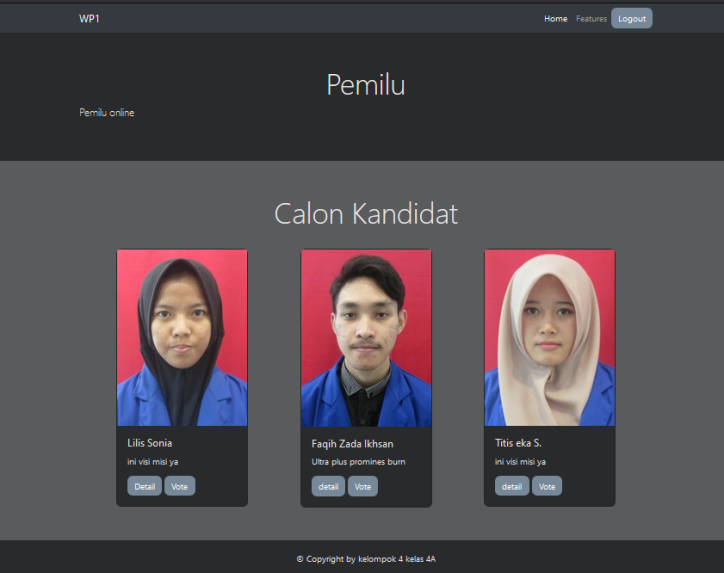 WP1
Home Features Logout
Pemilu
Pemilu online
Calon Kandidat
Lilis Sonia
ini visi misi ya
Detail Vote
Faqih Zada Ikhsan
Ultra plus promines burn
detail Vote
Titis eka S.
ini visi misi ya
detail Vote
© Copyright by kelompok 4 kelas 4A